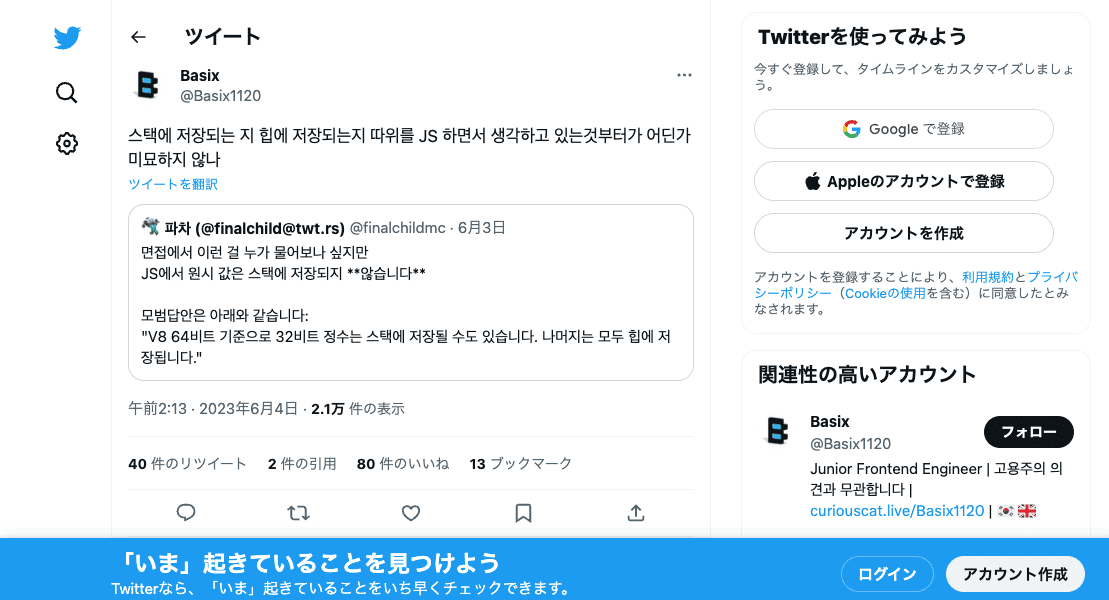 ツイート
Basix
@Basix1120
스택에 저장되는 지 힙에 저장되는지 따위를 JS 하면서 생각하고 있는것부터가 어딘가
미묘하지 않나
ツイートを翻訳
파차 (@finalchild@twt.rs) @finalchildmc · 6月3日
면접에서 이런 걸 누가 물어보나 싶지만
JS에서 원시 값은 스택에 저장되지 **않습니다**
모범답안은 아래와 같습니다:
"V8 64비트 기준으로 32비트 정수는 스택에 저장될 수도 있습니다. 나머지는 모두 힙에 저
장됩니다."
午前2:13 · 2023年6月4日 · 2.1万 件の表示
40 件のリツイート 2 件の引用 80 件のいいね 13 ブックマーク
Twitterを使ってみよう
今すぐ登録して、タイムラインをカスタマイズしましょ
う。
Google で登録
Appleのアカウントで登録
アカウントを作成
アカウントを登録することにより、利用規約とプライバ
シーポリシー（Cookieの使用を含む）に同意したとみ
なされます。
関連性の高いアカウント
Basix
@Basix1120
フォロー
Junior Frontend Engineer | 고용주의 의
견과 무관합니다 |
curiouscat.live/Basix1120 | 🇰🇷 🇬🇧
「いま」起きていることを見つけよう
Twitterなら、「いま」起きていることをいち早くチェックできます。
ログイン
アカウント作成